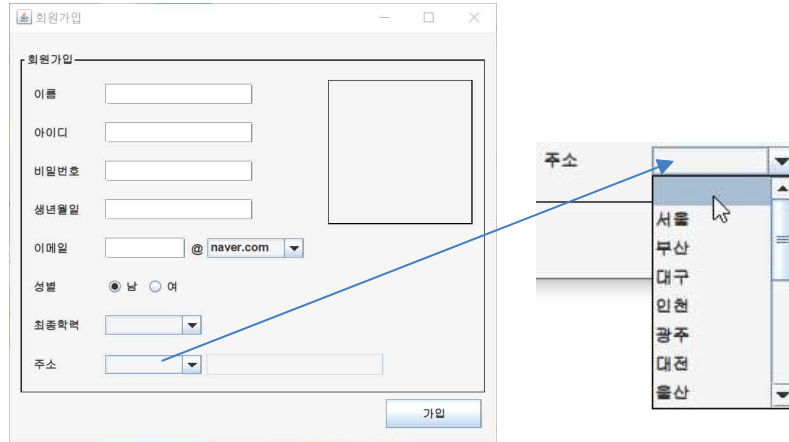 회원가입
회원가입
이름
아이디
비밀번호
생년월일
이메일 @ naver.com
성별 남 여
최종학력
주소
가입
주소
서울
부산
대구
인천
광주
대전
울산